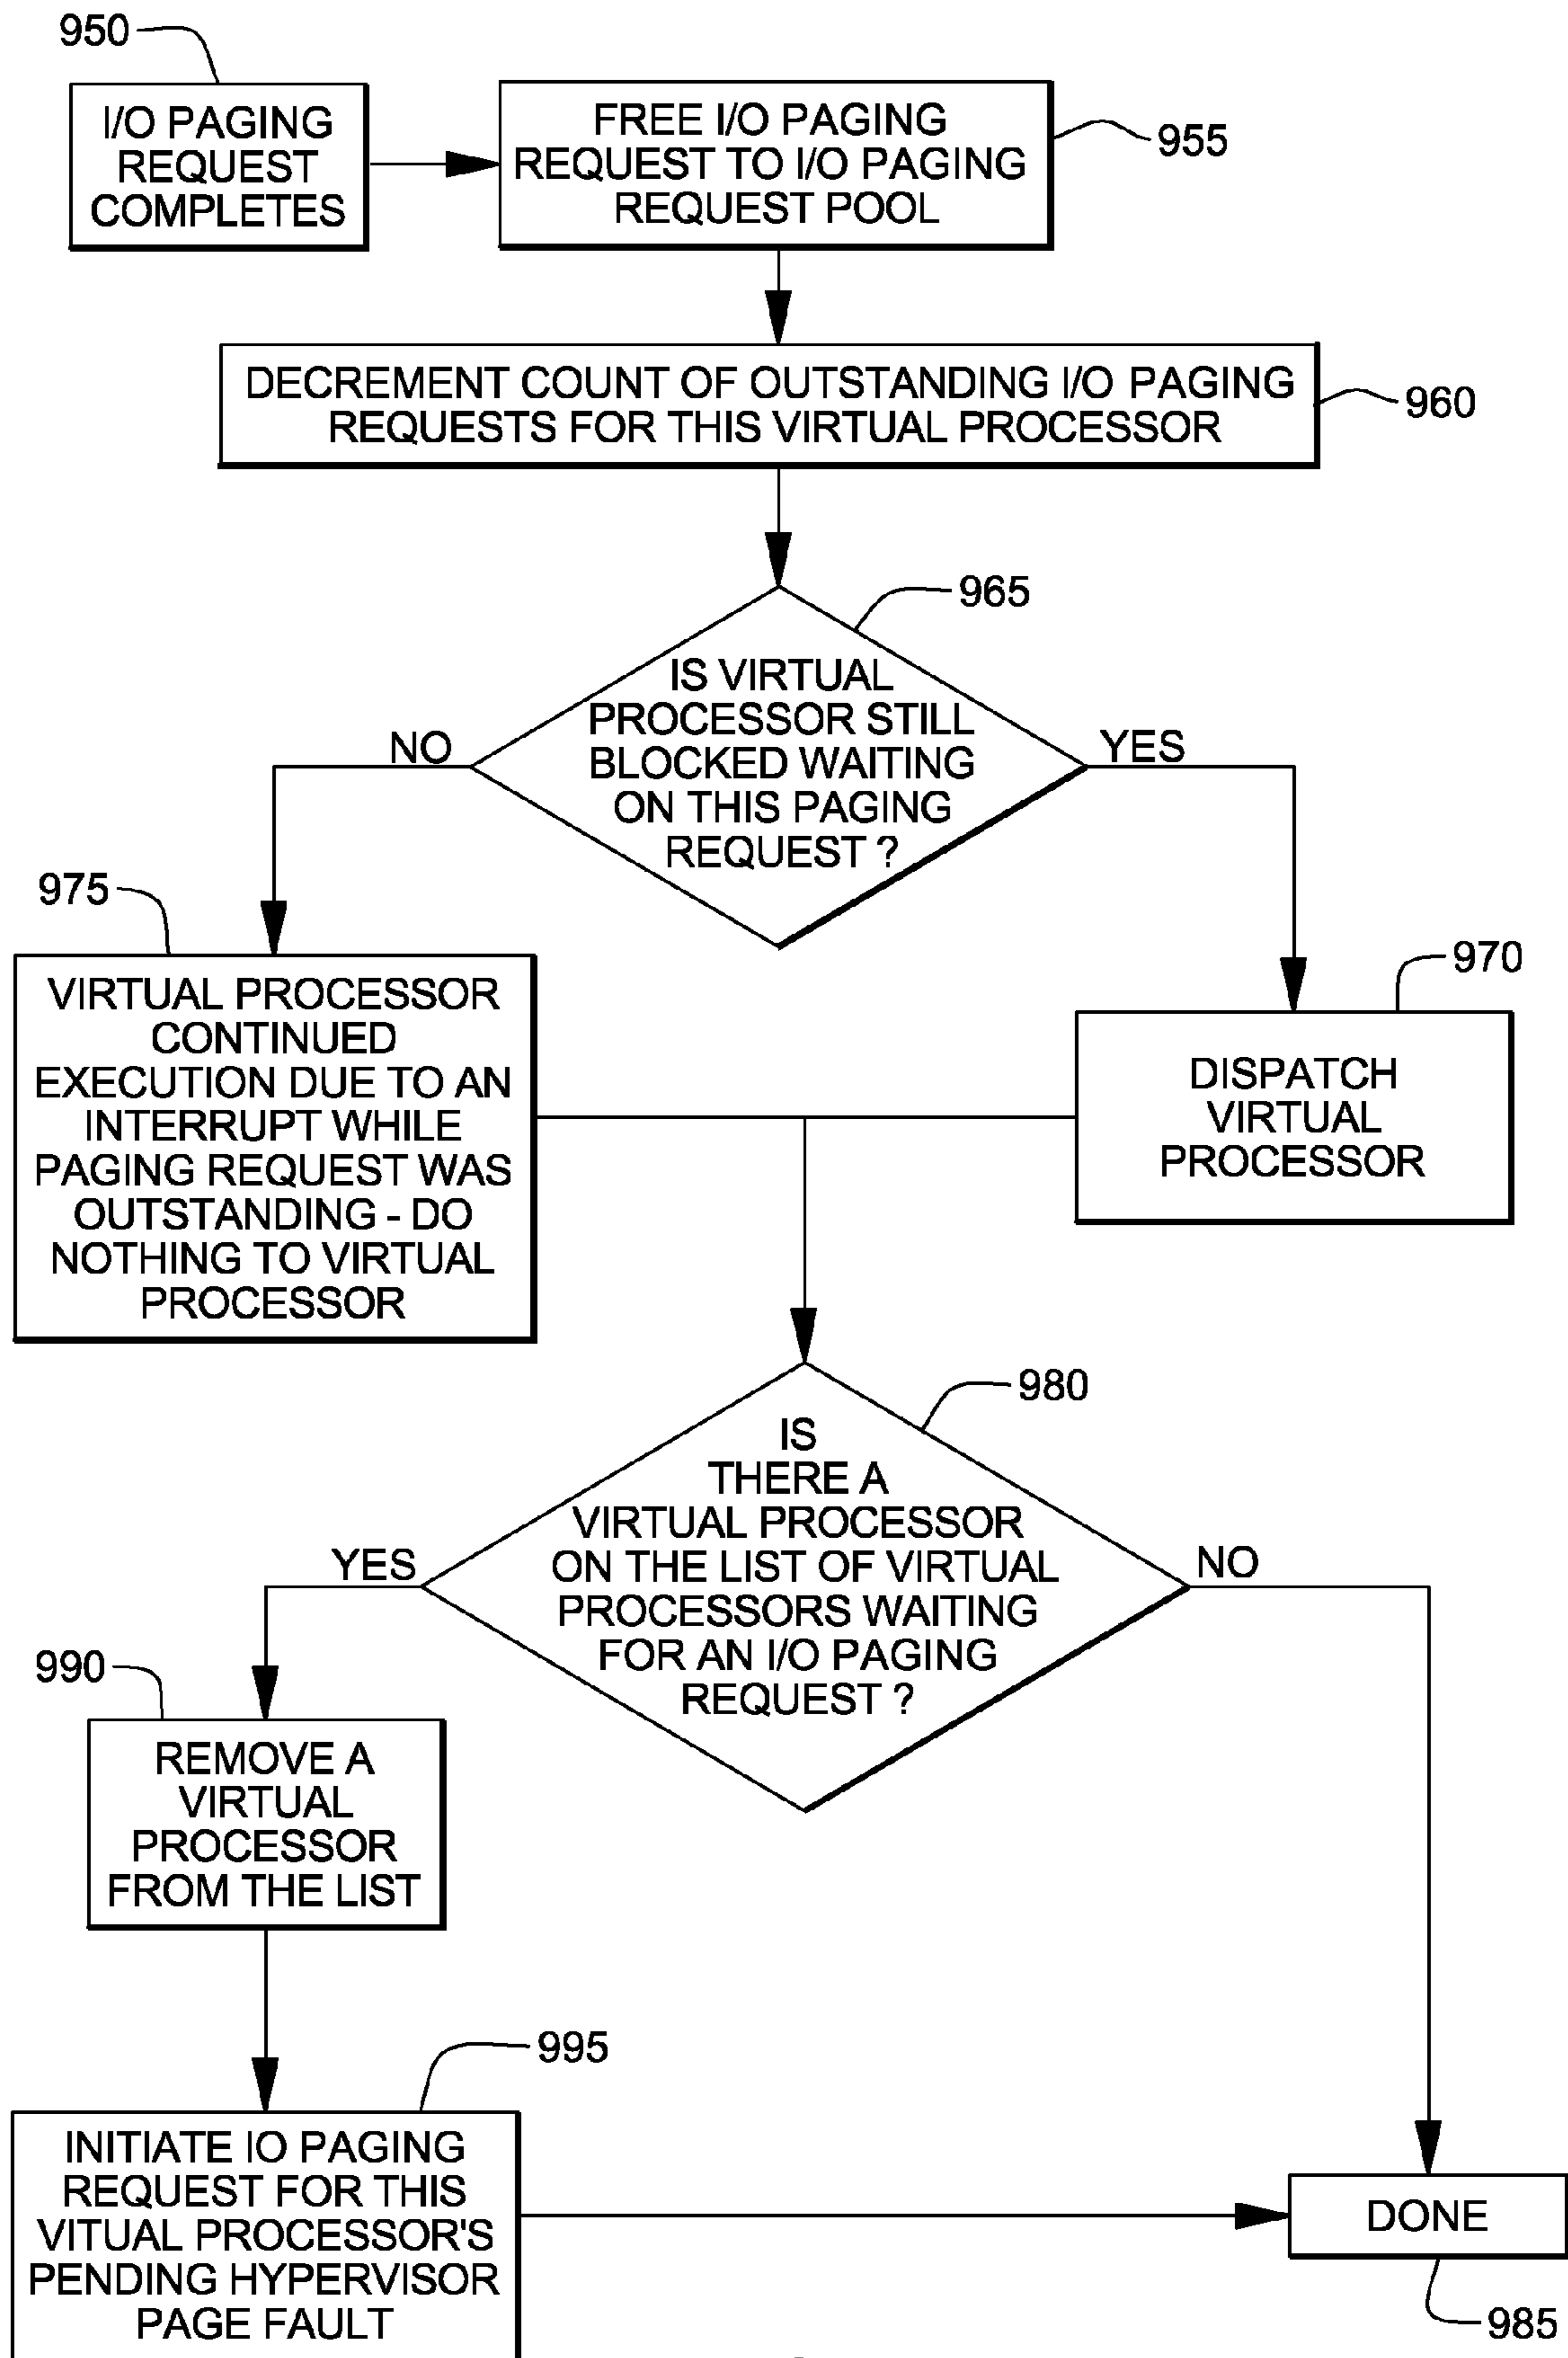 950
I/O PAGING
REQUEST
COMPLETES
FREE I/O PAGING
REQUEST TO I/O PAGING
REQUEST POOL
955
DECREMENT COUNT OF OUTSTANDING I/O PAGING
REQUESTS FOR THIS VIRTUAL PROCESSOR
960
965
IS VIRTUAL
PROCESSOR STILL
BLOCKED WAITING
ON THIS PAGING
REQUEST ?
NO
YES
975
VIRTUAL PROCESSOR
CONTINUED
EXECUTION DUE TO AN
INTERRUPT WHILE
PAGING REQUEST WAS
OUTSTANDING - DO
NOTHING TO VIRTUAL
PROCESSOR
970
DISPATCH
VIRTUAL
PROCESSOR
980
IS
THERE A
VIRTUAL PROCESSOR
ON THE LIST OF VIRTUAL
PROCESSORS WAITING
FOR AN I/O PAGING
REQUEST ?
YES
NO
990
REMOVE A
VIRTUAL
PROCESSOR
FROM THE LIST
995
INITIATE IO PAGING
REQUEST FOR THIS
VITUAL PROCESSOR'S
PENDING HYPERVISOR
PAGE FAULT
DONE
985